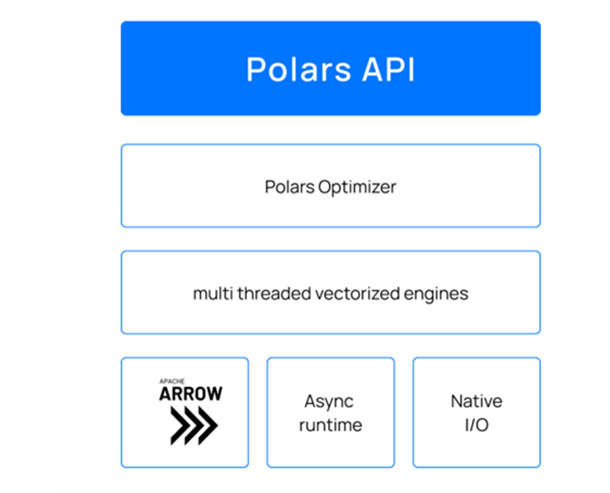 Polars API
Polars Optimizer
multi threaded vectorized engines
APACHE
ARROW
Async
runtime
Native
I/O